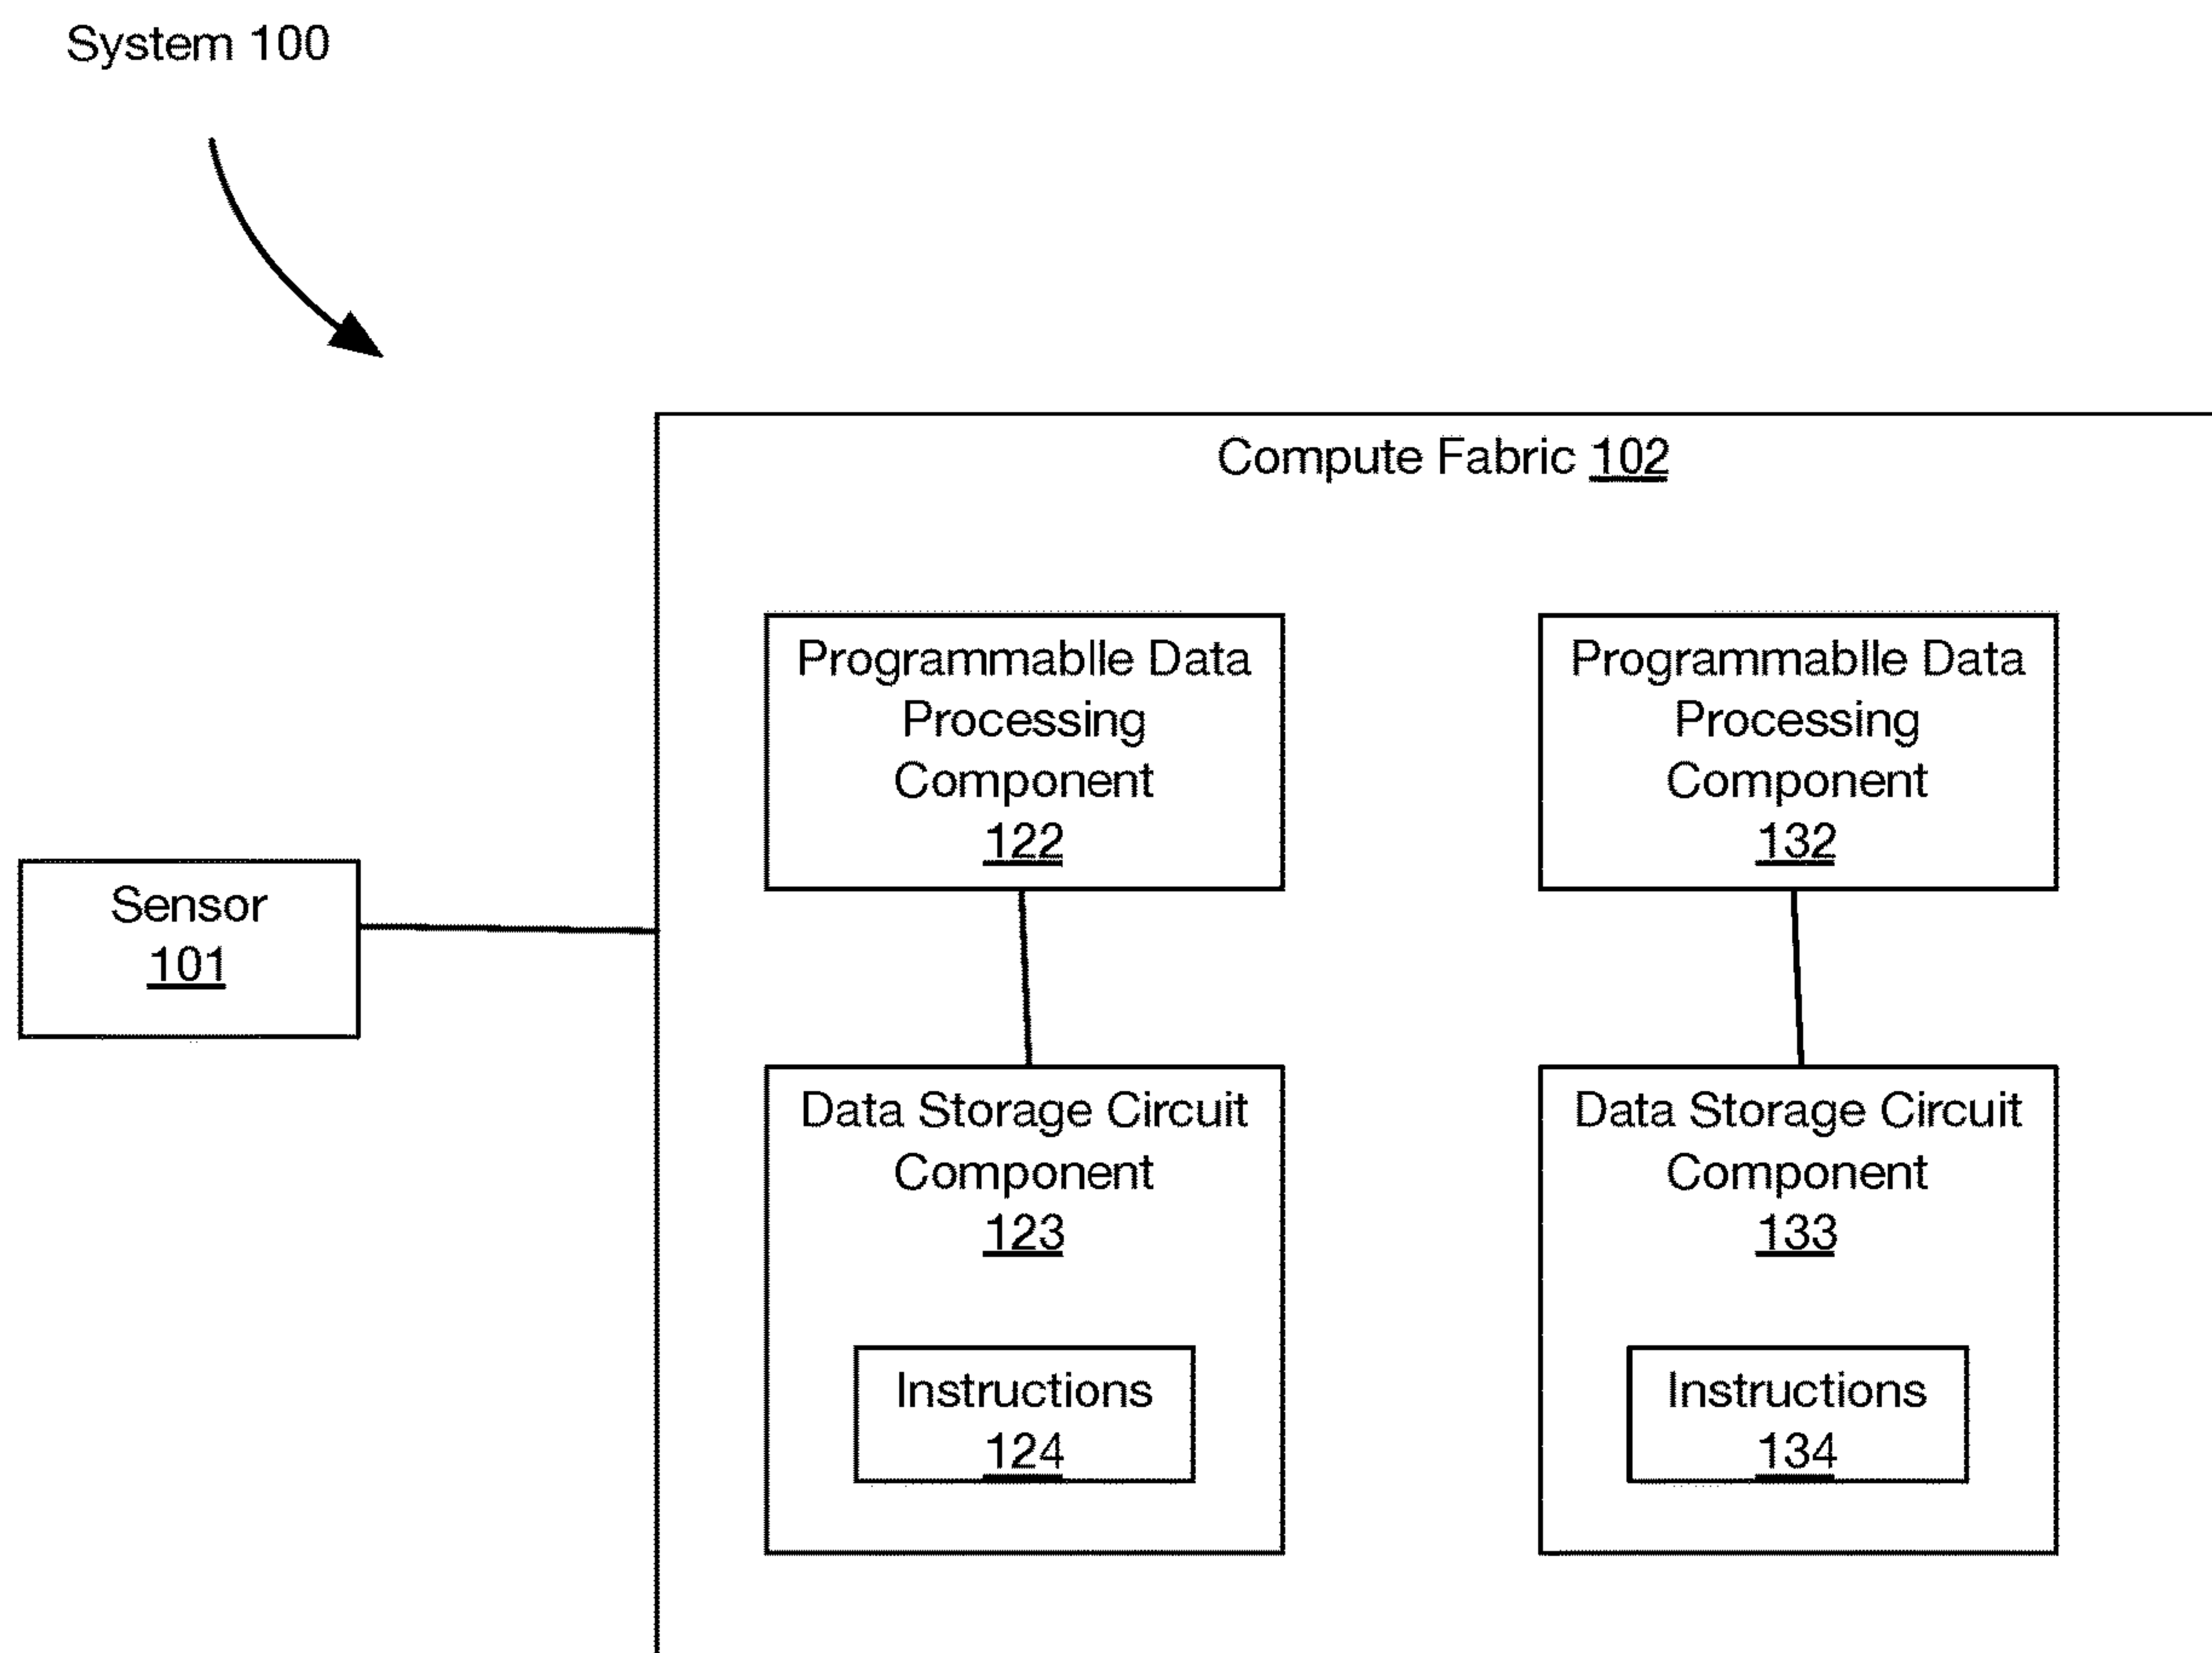 System 100
Compute Fabric 102
Programmablle Data
Processing
Component
122
Programmablle Data
Processing
Component
132
Sensor
101
Data Storage Circuit
Component
123
Data Storage Circuit
Component
133
Instructions
124
Instructions
134